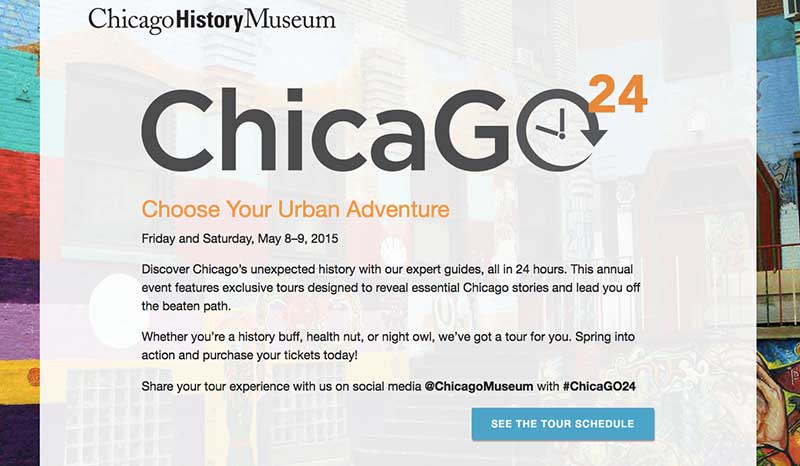 Chicago History Museum
ChicaGO24
Choose Your Urban Adventure
Friday and Saturday, May 8–9, 2015
Discover Chicago’s unexpected history with our expert guides, all in 24 hours. This annual
event features exclusive tours designed to reveal essential Chicago stories and lead you off
the beaten path.
Whether you’re a history buff, health nut, or night owl, we’ve got a tour for you. Spring into
action and purchase your tickets today!
Share your tour experience with us on social media @ChicagoMuseum with #ChicaGO24
SEE THE TOUR SCHEDULE